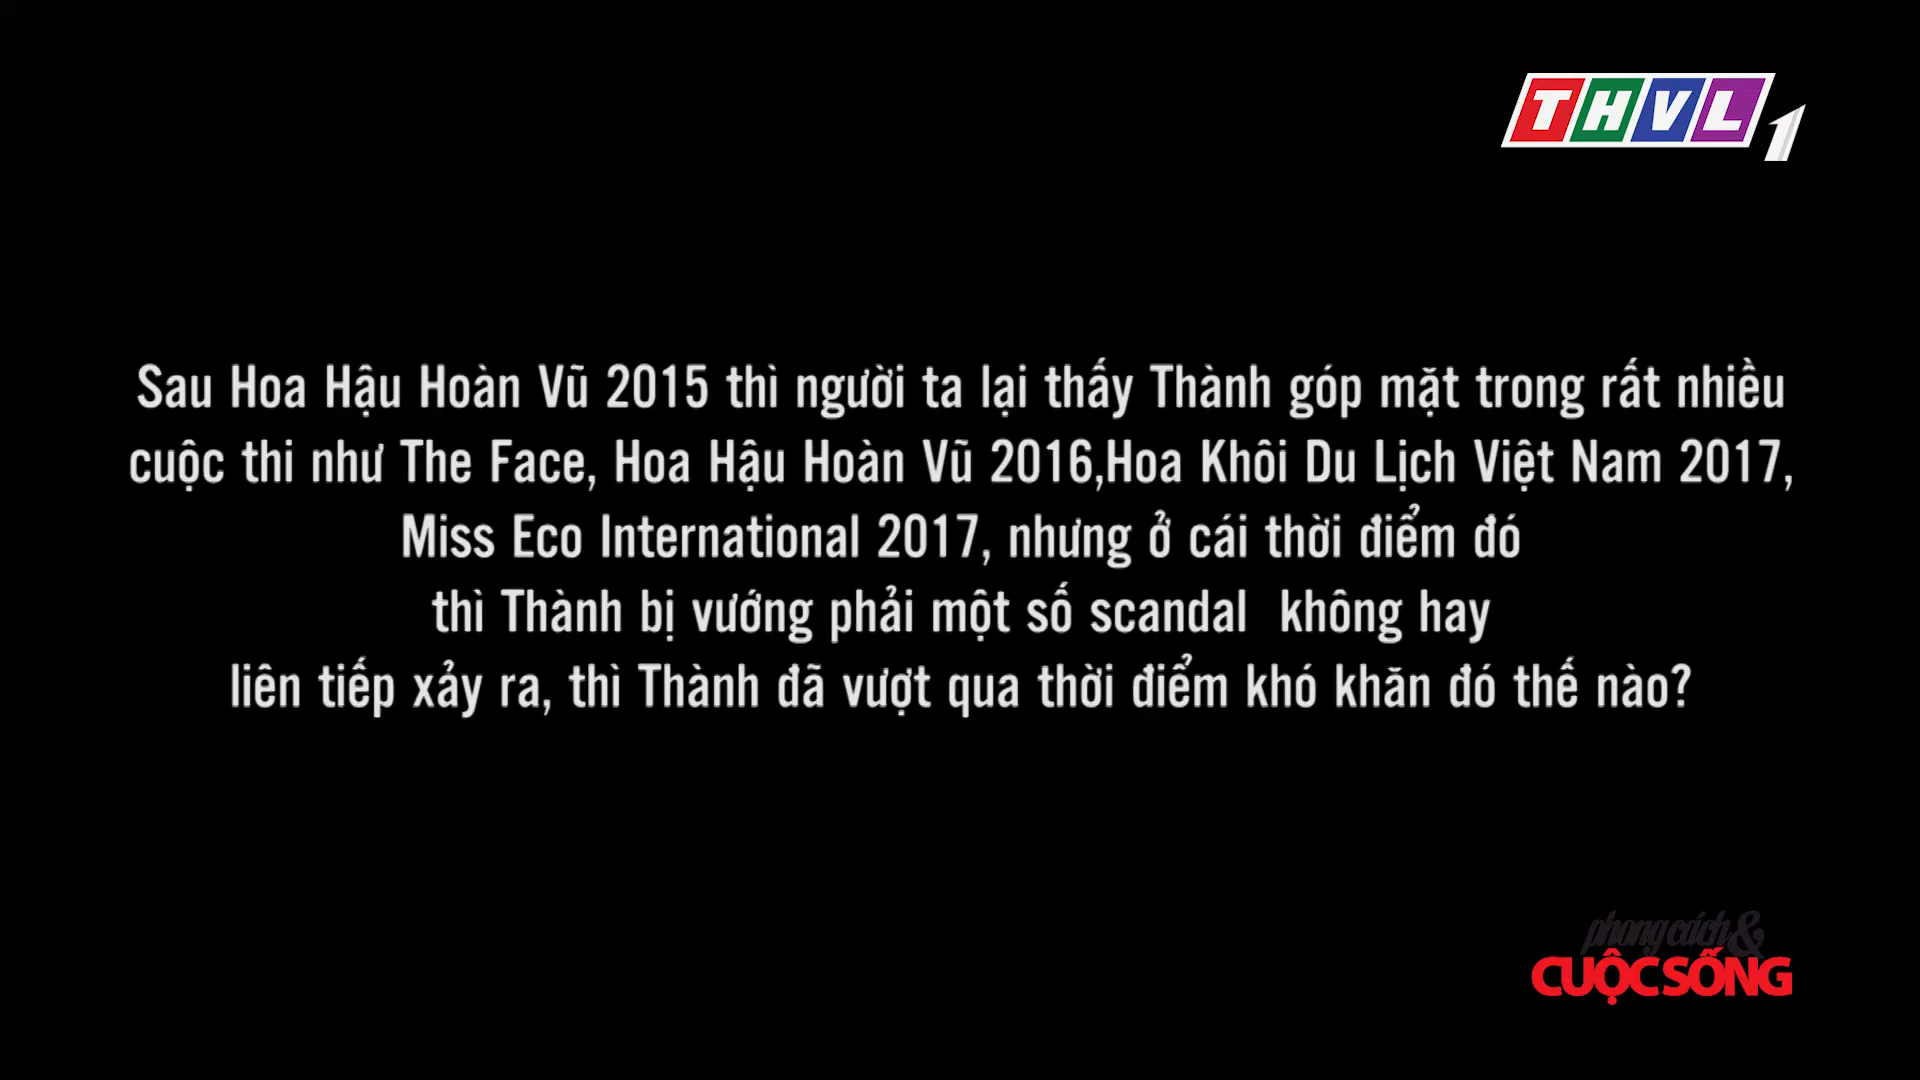 THVL 1
Sau Hoa Hậu Hoàn Vũ 2015 thì người ta lại thấy Thành góp mặt trong rất nhiều
cuộc thi như The Face, Hoa Hậu Hoàn Vũ 2016,Hoa Khôi Du Lịch Việt Nam 2017,
Miss Eco International 2017, nhưng ở cái thời điểm đó
thì Thành bị vướng phải một số scandal  không hay
liên tiếp xảy ra, thì Thành đã vượt qua thời điểm khó khăn đó thế nào?
phong cách &
CUỘC SỐNG